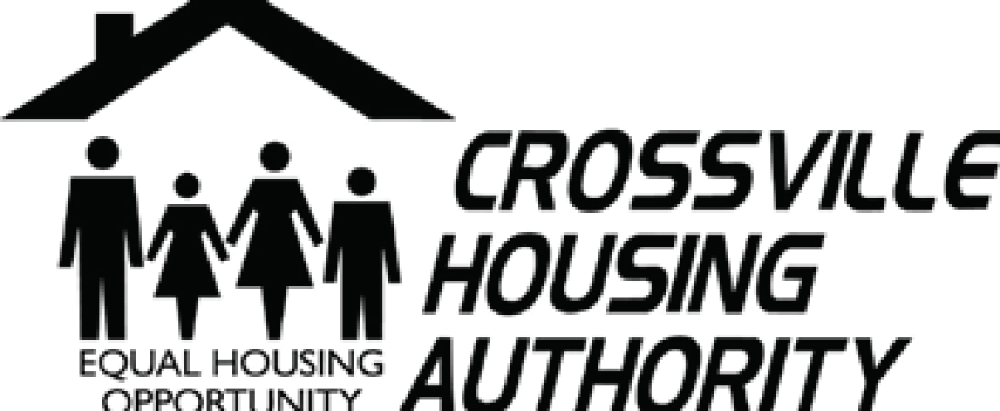 CROSSVILLE
HOUSING
AUTHORITY
EQUAL HOUSING
OPPORTUNITY